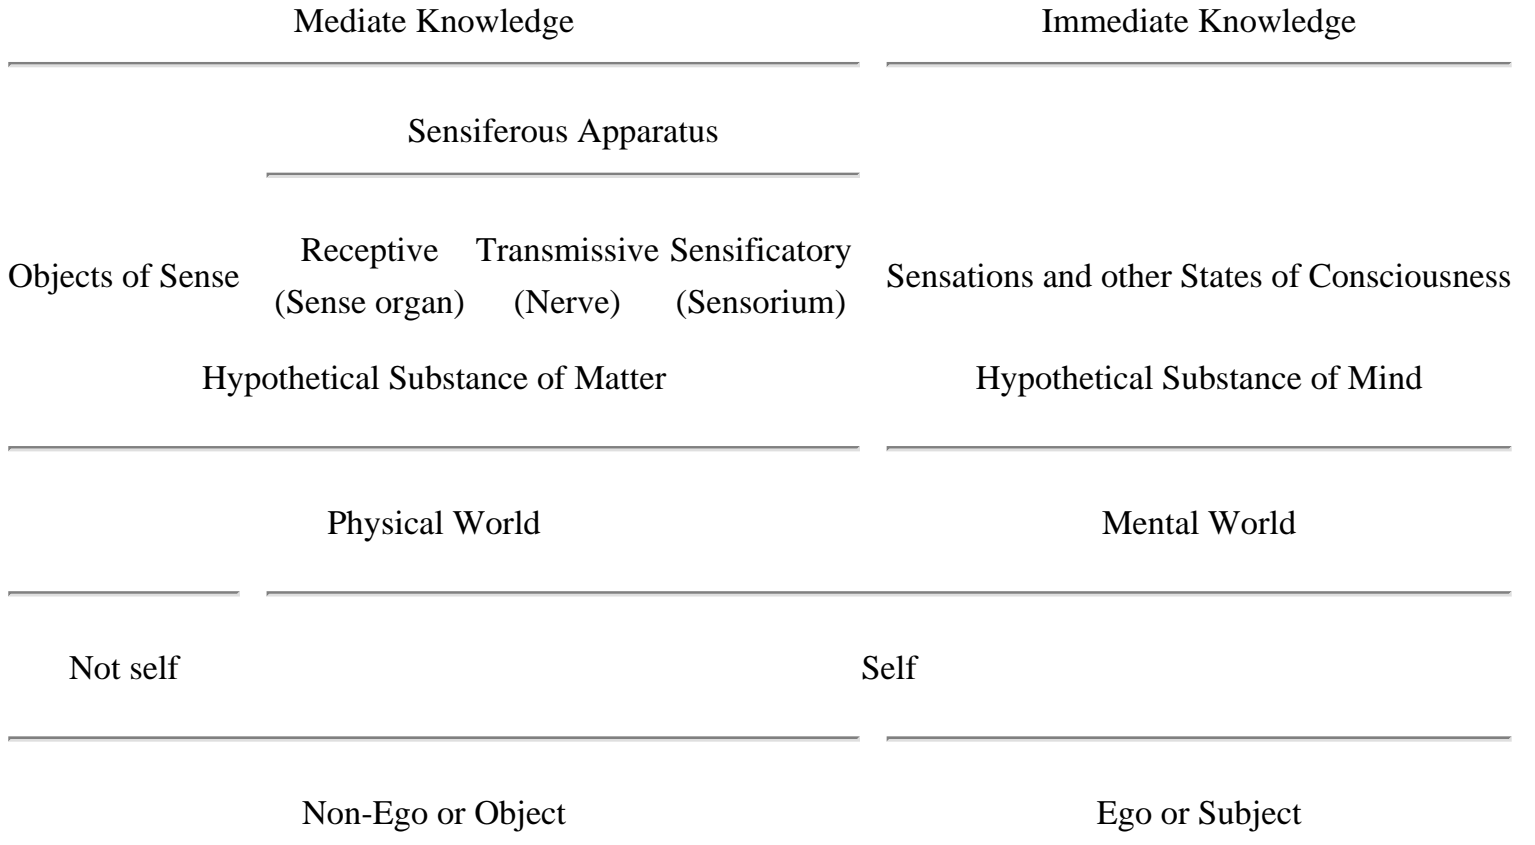 Mediate Knowledge Immediate Knowledge
Sensiferous Apparatus
Objects of Sense Receptive (Sense organ) Transmissive (Nerve) Sensificatory (Sensorium) Sensations and other States of Consciousness
Hypothetical Substance of Matter Hypothetical Substance of Mind
Physical World Mental World
Not self Self
Non-Ego or Object Ego or Subject